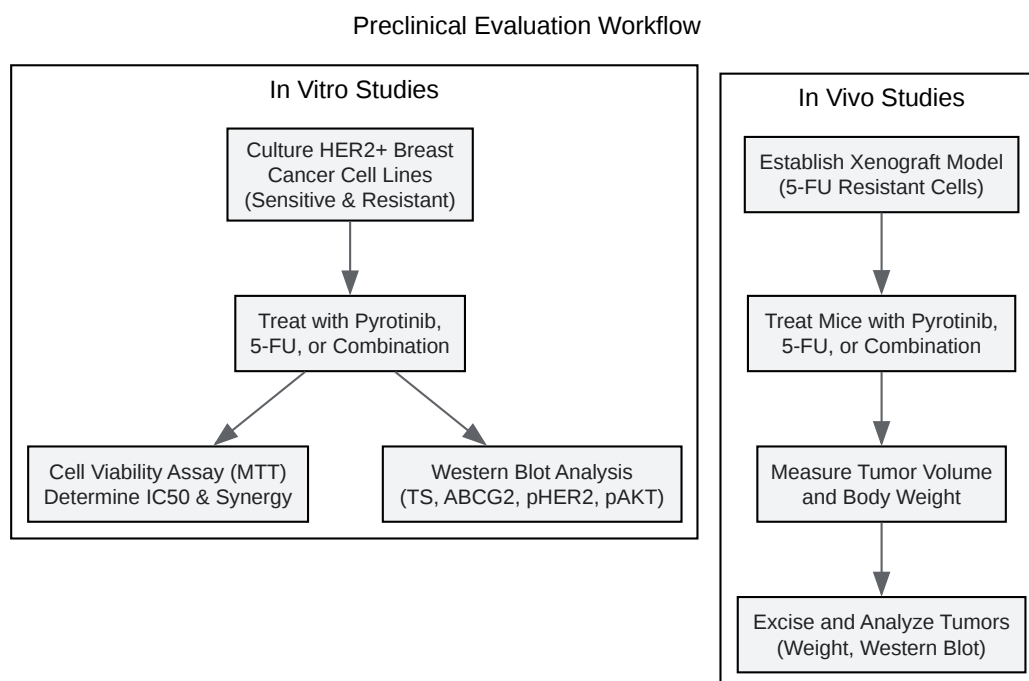 Preclinical Evaluation Workflow
In Vitro Studies
Culture HER2+ Breast
Cancer Cell Lines
(Sensitive & Resistant)
Treat with Pyrotinib,
5-FU, or Combination
Cell Viability Assay (MTT)
Determine IC50 & Synergy
Western Blot Analysis
(TS, ABCG2, pHER2, pAKT)
In Vivo Studies
Establish Xenograft Model
(5-FU Resistant Cells)
Treat Mice with Pyrotinib,
5-FU, or Combination
Measure Tumor Volume
and Body Weight
Excise and Analyze Tumors
(Weight, Western Blot)